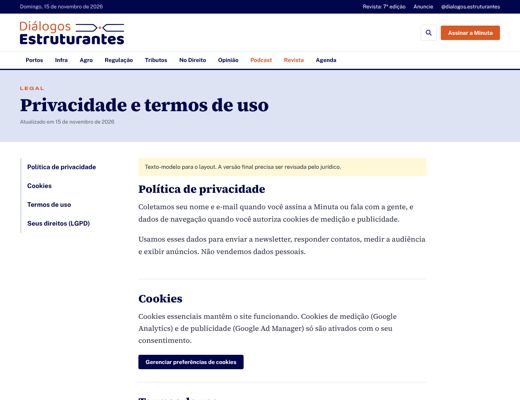 Domingo, 15 de novembro de 2026
Revista: 7ª edição Anuncie @dialogos.estruturantes
Diálogos
Estruturantes
Assinar a Minuta
Portos Infra Agro Regulação Tributos No Direito Opinião Podcast Revista Agenda
LEGAL
Privacidade e termos de uso
Atualizado em 15 de novembro de 2026
Política de privacidade
Cookies
Termos de uso
Seus direitos (LGPD)
Texto-modelo para o layout. A versão final precisa ser revisada pelo jurídico.
Política de privacidade
Coletamos seu nome e e-mail quando você assina a Minuta ou fala com a gente, e
dados de navegação quando você autoriza cookies de medição e publicidade.
Usamos esses dados para enviar a newsletter, responder contatos, medir a audiência
e exibir anúncios. Não vendemos dados pessoais.
Cookies
Cookies essenciais mantêm o site funcionando. Cookies de medição (Google
Analytics) e de publicidade (Google Ad Manager) só são ativados com o seu
consentimento.
Gerenciar preferências de cookies